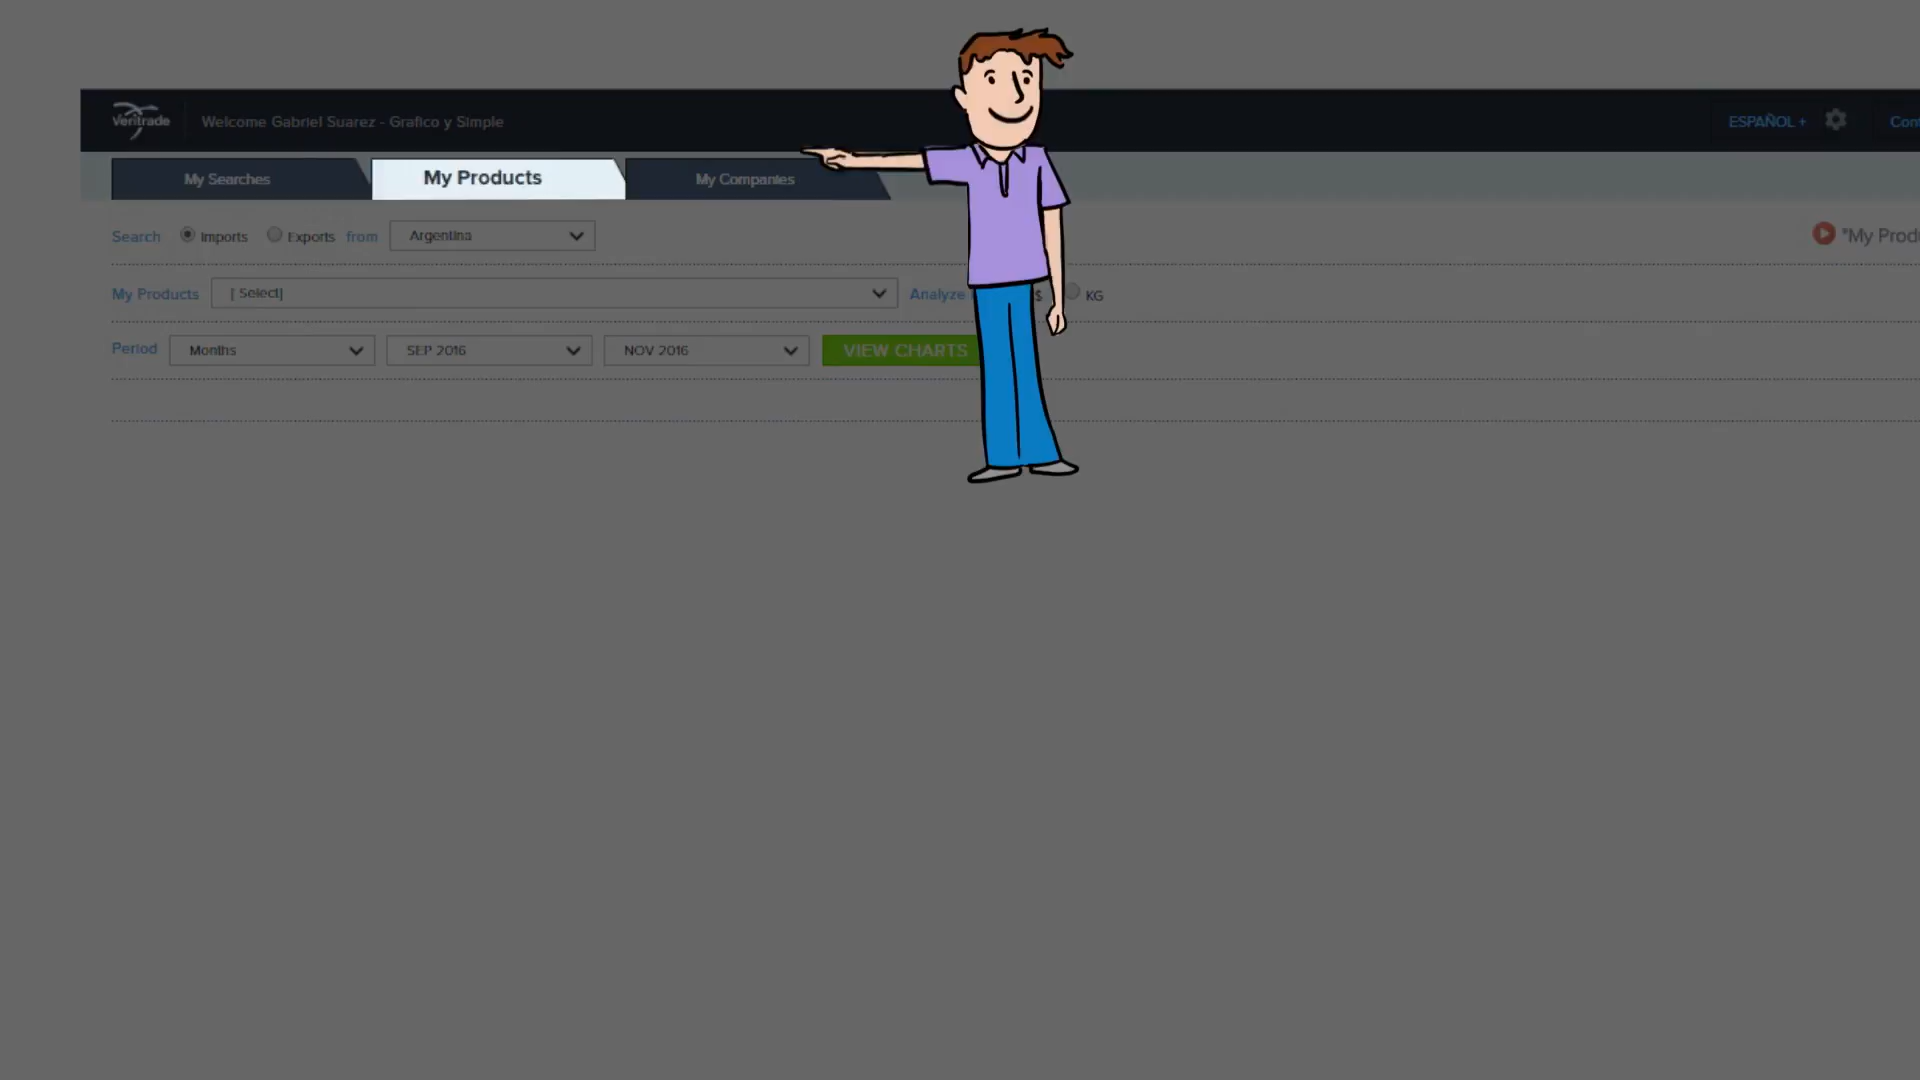 Veritrade Welcome Gabriel Suarez - Grafico y Simple ESPAÑOL +
My Searches My Products My Companies
Search Imports Exports from Argentina "My Prod
My Products [ Select] Analyze $ KG
Period Months SEP 2016 NOV 2016 VIEW CHARTS